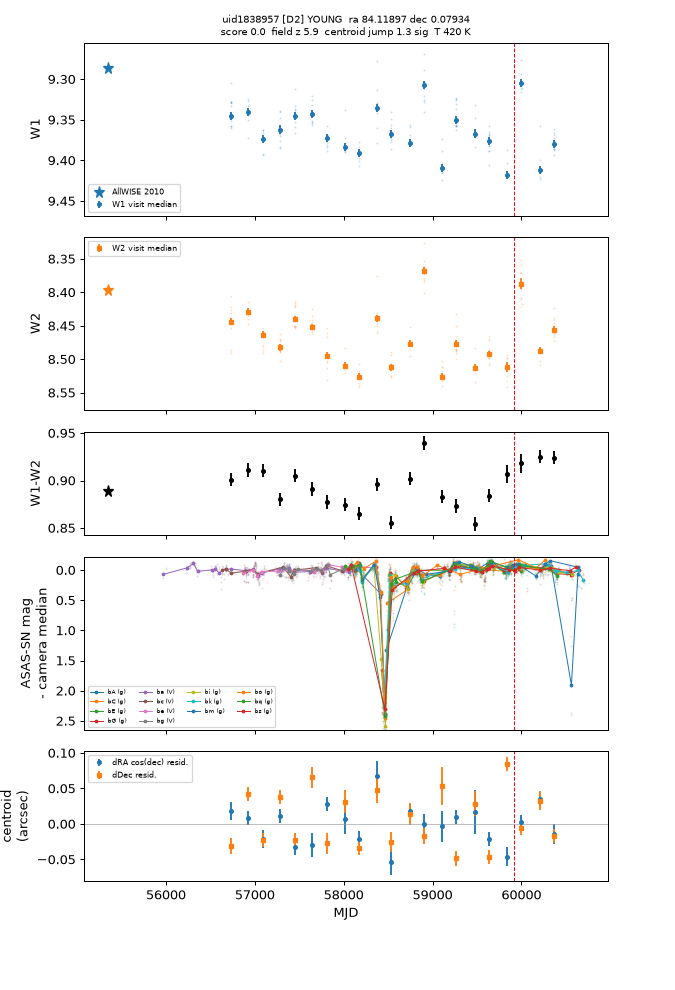 uid1838957 [D2] YOUNG ra 84.11897 dec 0.07934
score 0.0 field z 5.9 centroid jump 1.3 sig T 420 K
9.30
9.35
9.40
9.45
W1
AllWISE 2010
W1 visit median
8.35
8.40
8.45
8.50
8.55
W2
W2 visit median
0.95
0.90
0.85
W1-W2
0.0
0.5
1.0
1.5
2.0
2.5
ASAS-SN mag
- camera median
bA (g)
bC (g)
bE (g)
bG (g)
ba (V)
bc (V)
be (V)
bg (V)
bi (g)
bk (g)
bm (g)
bo (g)
bq (g)
bs (g)
0.10
0.05
0.00
−0.05
centroid
(arcsec)
dRA cos(dec) resid.
dDec resid.
56000 57000 58000 59000 60000
MJD